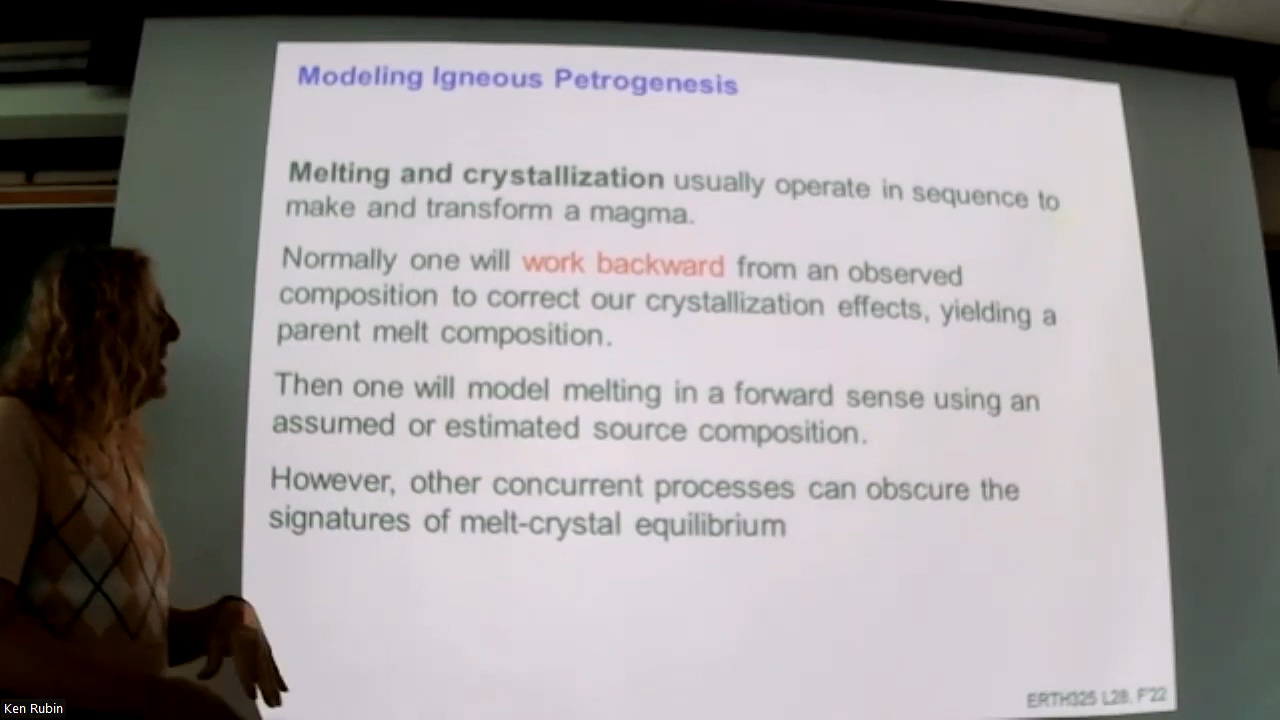 Modeling Igneous Petrogenesis
Melting and crystallization usually operate in sequence to
make and transform a magma.
Normally one will work backward from an observed
composition to correct our crystallization effects, yielding a
parent melt composition.
Then one will model melting in a forward sense using an
assumed or estimated source composition.
However, other concurrent processes can obscure the
signatures of melt-crystal equilibrium
ERTH325 L28, F'22
Ken Rubin